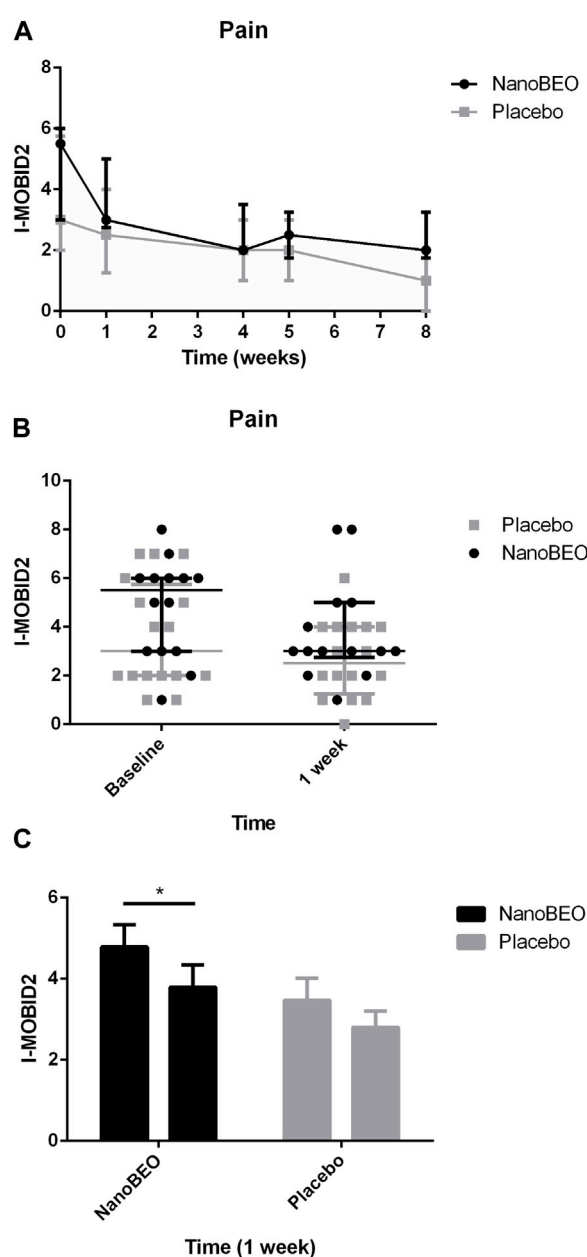 A
Pain
8
6
4
2
0
I-MOBID2
0 1 2 3 4 5 6 7 8
Time (weeks)
NanoBEO
Placebo
B
Pain
10
8
6
4
2
0
I-MOBID2
Baseline
1 week
Time
Placebo
NanoBEO
C
6
4
2
0
I-MOBID2
*
NanoBEO
Placebo
Time (1 week)
NanoBEO
Placebo